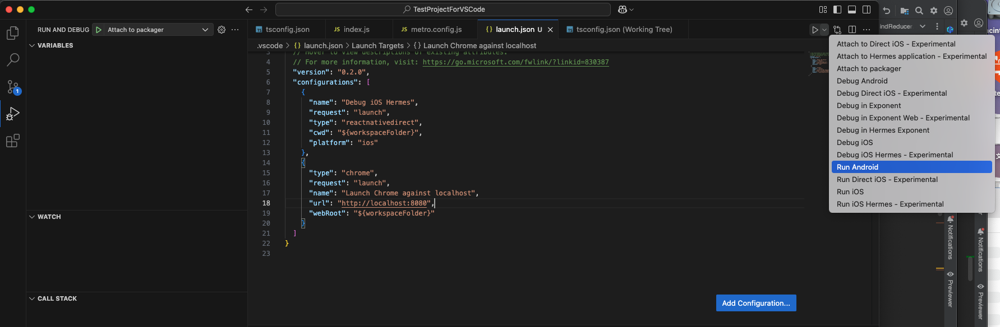 TestProjectForVSCode
RUN AND DEBUG
Attach to packager
tsconfig.json
JS index.js
JS metro.config.js
{} launch.json U
tsconfig.json (Working Tree)
.vscode > {} launch.json > Launch Targets > {} Launch Chrome against localhost
VARIABLES
WATCH
CALL STACK
1
3 // Hover to view descriptions of existing attributes.
4 // For more information, visit: https://go.microsoft.com/fwlink/?linkid=830387
5 "version": "0.2.0",
6 "configurations": [
7 {
8 "name": "Debug iOS Hermes",
9 "request": "launch",
10 "type": "reactnativedirect",
11 "cwd": "${workspaceFolder}",
12 "platform": "ios"
13 },
14 {
15 "type": "chrome",
16 "request": "launch",
17 "name": "Launch Chrome against localhost",
18 "url": "http://localhost:8080",
19 "webRoot": "${workspaceFolder}"
20 }
21 ]
22 }
23
Add Configuration...
Attach to Direct iOS - Experimental
Attach to Hermes application - Experimental
Attach to packager
Debug Android
Debug Direct iOS - Experimental
Debug in Exponent
Debug in Exponent Web - Experimental
Debug in Hermes Exponent
Debug iOS
Debug iOS Hermes - Experimental
Run Android
Run Direct iOS - Experimental
Run iOS
Run iOS Hermes - Experimental
indReducer
Notifications
Previewer
Notifications
Previewer